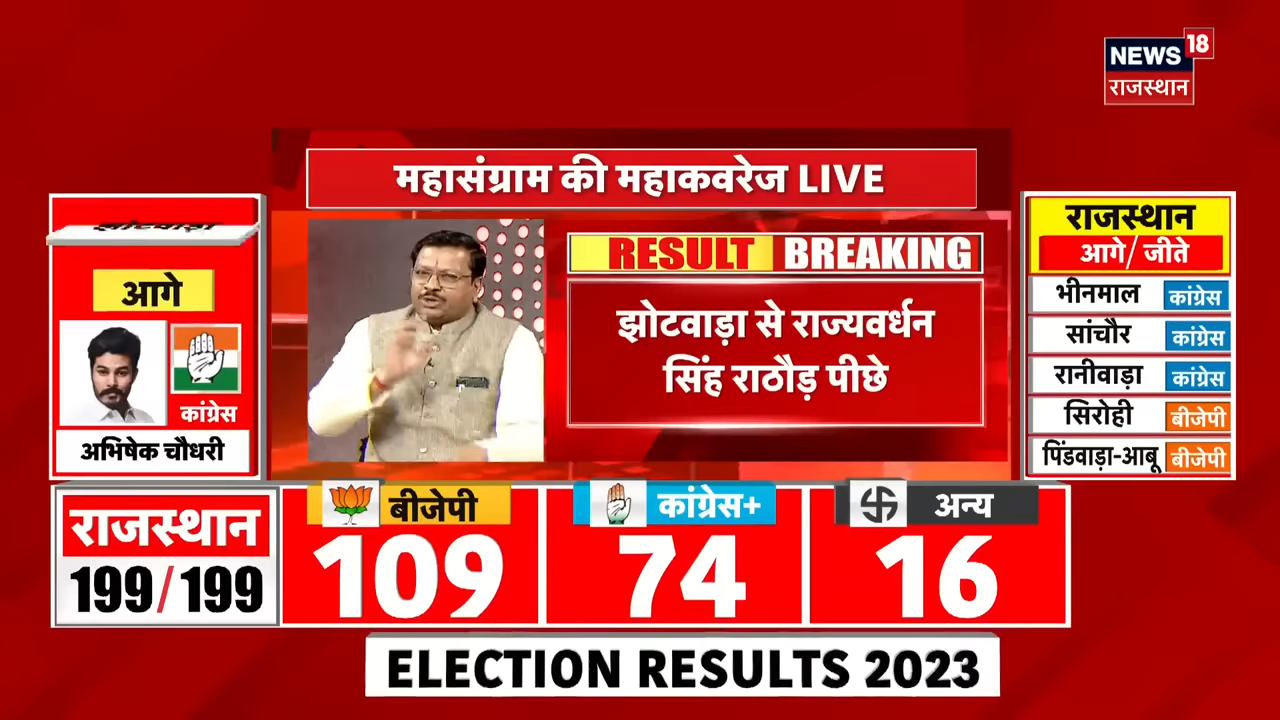 NEWS 18
राजस्थान
महासंग्राम की महाकवरेज LIVE
झोटवाड़ा
आगे
कांग्रेस
अभिषेक चौधरी
RESULT BREAKING
झोटवाड़ा से राज्यवर्धन
सिंह राठौड़ पीछे
राजस्थान
आगे/ जीते
भीनमाल कांग्रेस
सांचौर कांग्रेस
रानीवाड़ा कांग्रेस
सिरोही बीजेपी
पिंडवाड़ा-आबू बीजेपी
राजस्थान
199/199
बीजेपी
109
कांग्रेस+
74
अन्य
16
ELECTION RESULTS 2023